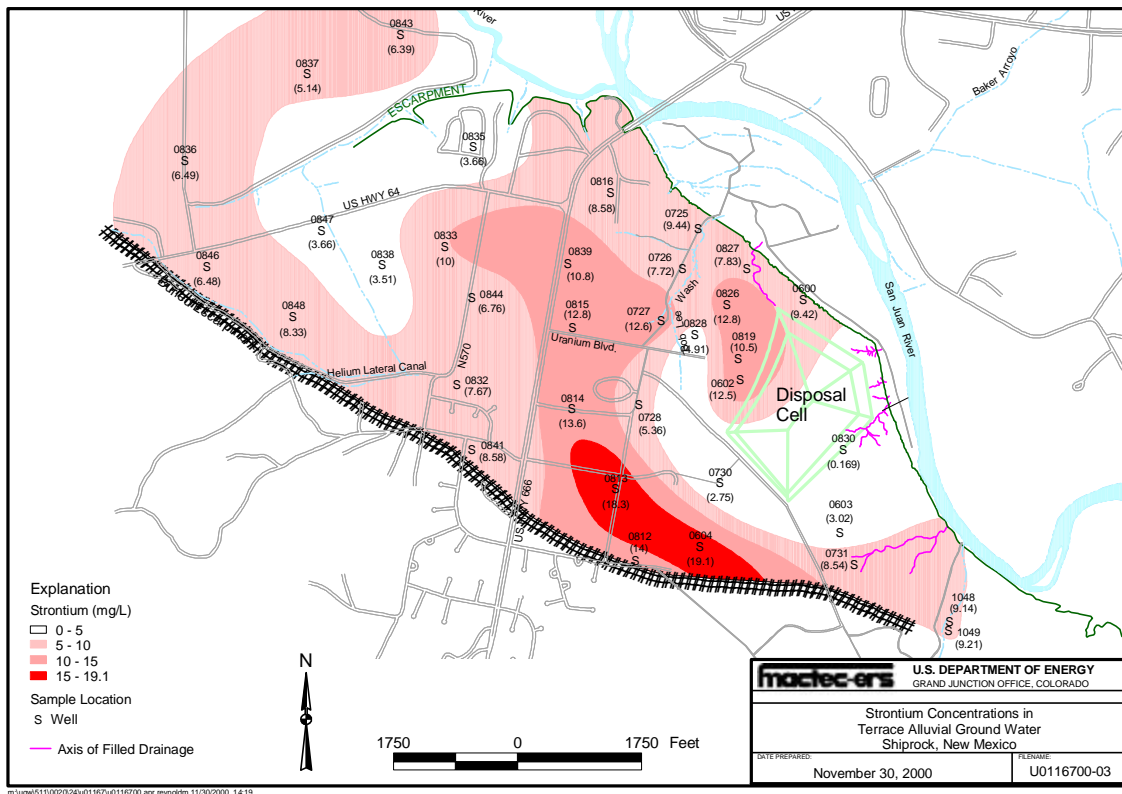 0843
(6.39)
River
0837
(5.14)
Baker Arroyo
ESCARPMENT
0835
(3.66)
0836
(6.49)
0816
(8.58)
US HWY 64
0725
(9.44)
0847
(3.66)
0833
(10)
0827
(7.83)
0839
(10.8)
0726
(7.72)
0838
(3.51)
0846
(6.48)
Wash
0600
(9.42)
San Juan River
0844
(6.76)
0826
(12.8)
0848
(8.33)
0815
(12.8)
0727
(12.6)
0828
Bob Lee
0819
(10.5)
Uranium Blvd.
N570
Helium Lateral Canal
0832
(7.67)
0602
(12.5)
Disposal
Cell
0814
(13.6)
0728
(5.36)
0830
(0.169)
0841
(8.58)
0730
(2.75)
0813
(18.3)
0603
(3.02)
0812
(14)
0604
(19.1)
0731
(8.54)
1048
(9.14)
1049
(9.21)
Explanation
Strontium (mg/L)
0 - 5
5 - 10
10 - 15
15 - 19.1
Sample Location
S Well
Axis of Filled Drainage
N
1750 0 1750 Feet
mactec-ers
U.S. DEPARTMENT OF ENERGY
GRAND JUNCTION OFFICE, COLORADO
Strontium Concentrations in
Terrace Alluvial Ground Water
Shiprock, New Mexico
DATE PREPARED:
November 30, 2000
FILENAME:
U0116700-03